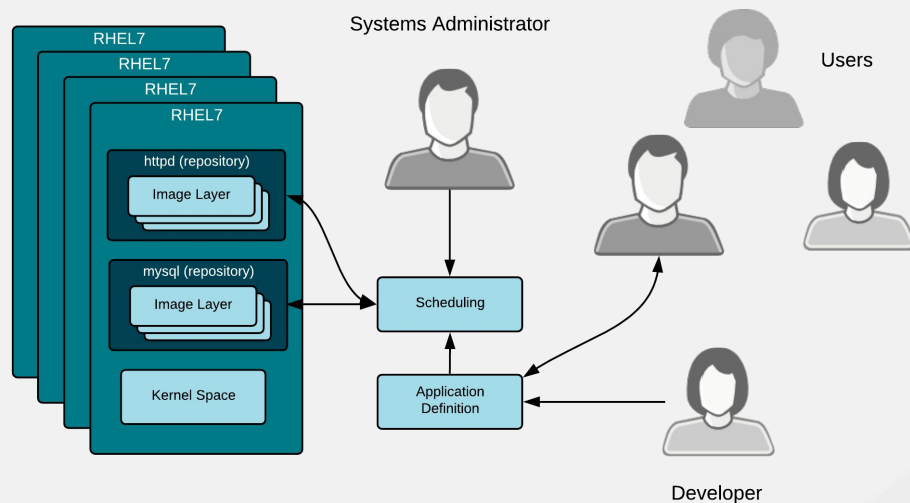 Systems Administrator
Users
RHEL7
RHEL7
RHEL7
RHEL7
httpd (repository)
Image Layer
mysql (repository)
Image Layer
Kernel Space
Scheduling
Application
Definition
Developer